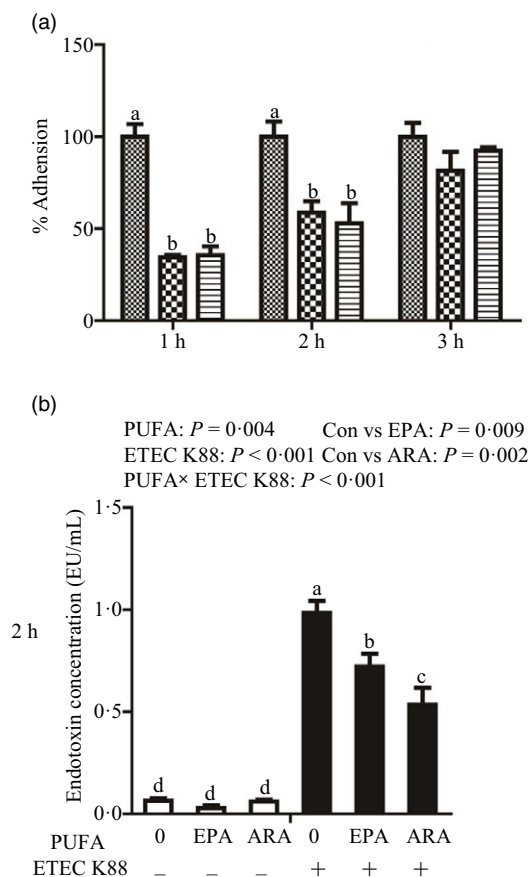 (a)
150
100
50
0
% Adhension
a
b
b
a
b
b
1 h
2 h
3 h
(b)
PUFA: P = 0·004 Con vs EPA: P = 0·009
ETEC K88: P < 0·001 Con vs ARA: P = 0·002
PUFA× ETEC K88: P < 0·001
2 h
Endotoxin concentration (EU/mL)
1·5
1·0
0·5
0·0
d
d
d
a
b
c
PUFA 0 EPA ARA 0 EPA ARA
ETEC K88 – – – + + +